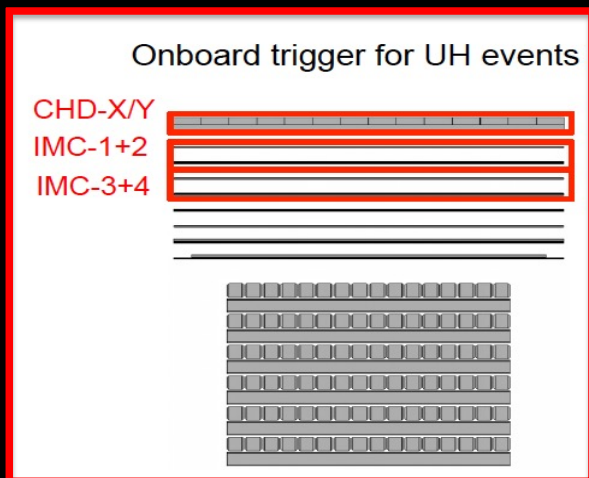 Onboard trigger for UH events
CHD-X/Y
IMC-1+2
IMC-3+4